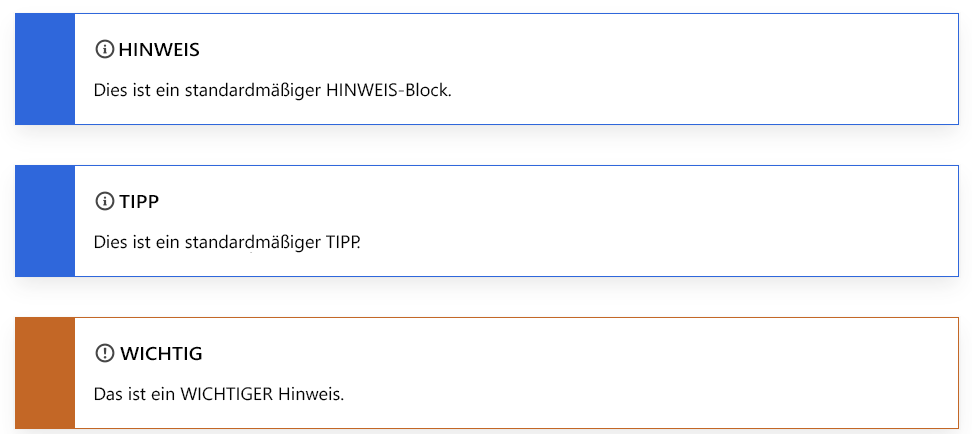 HINWEIS
Dies ist ein standardmäßiger HINWEIS-Block.
TIPP
Dies ist ein standardmäßiger TIPP.
WICHTIG
Das ist ein WICHTIGER Hinweis.